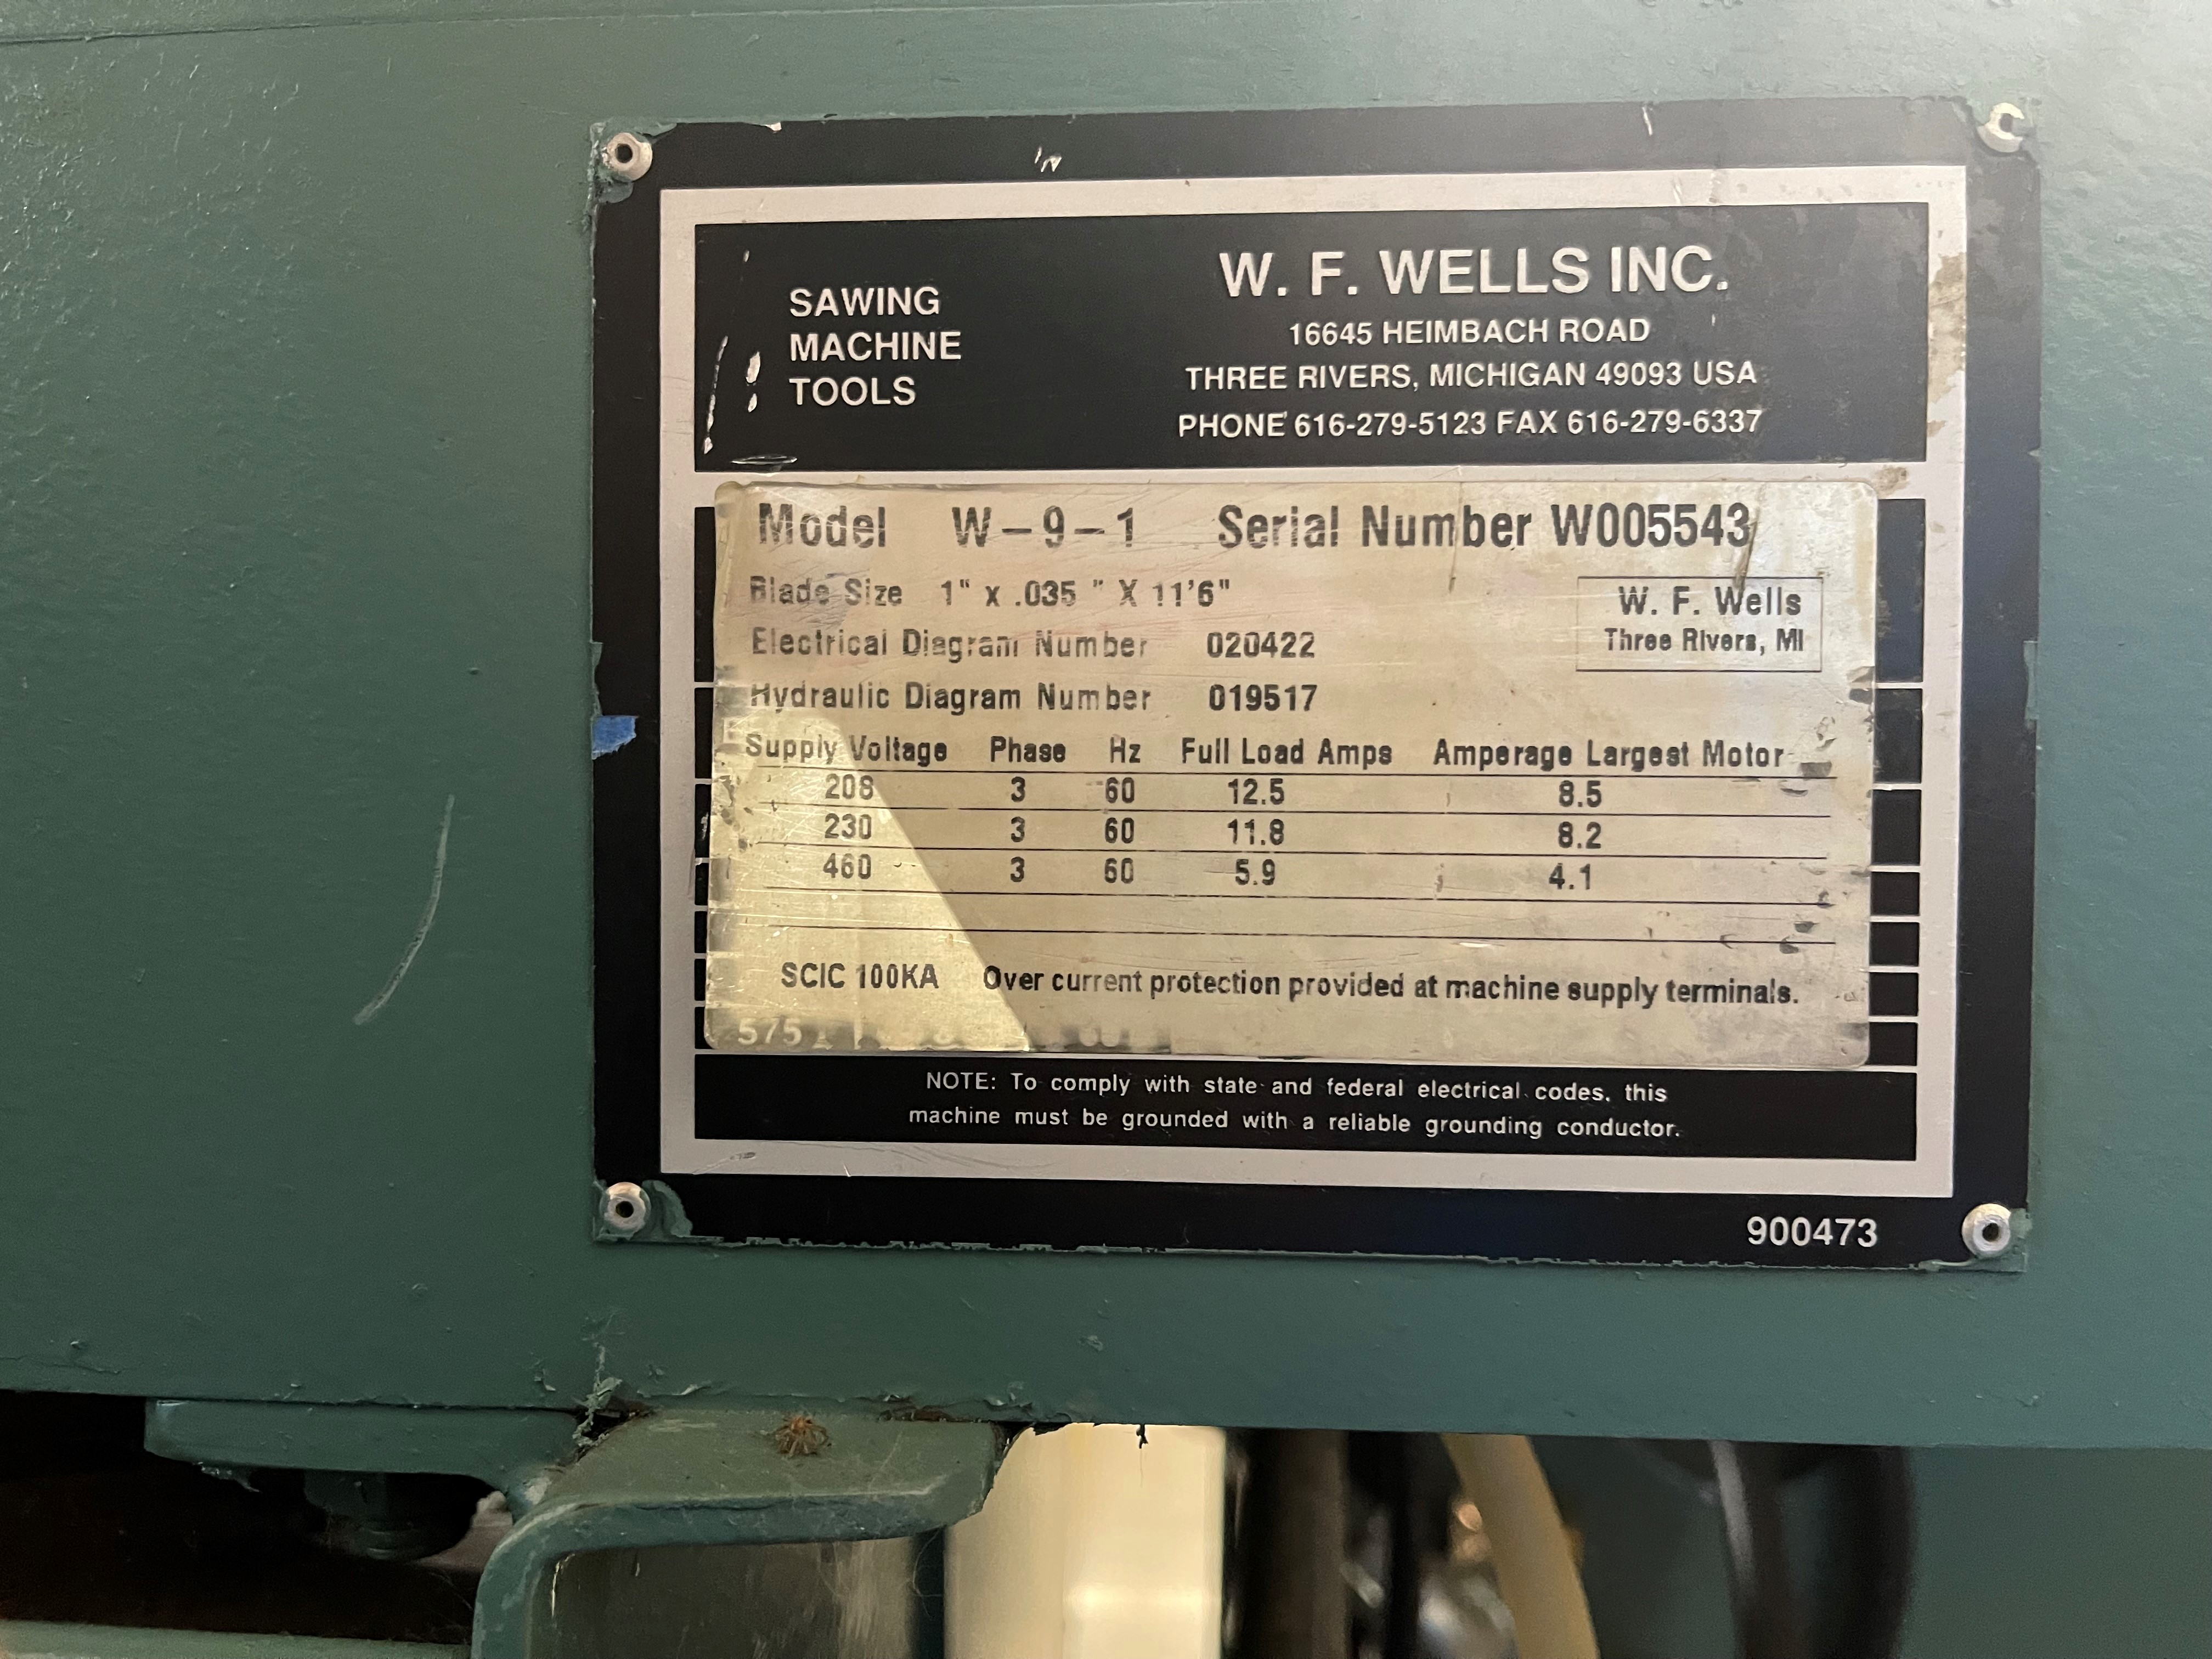 SAWING
MACHINE
TOOLS
W. F. WELLS INC.
16645 HEIMBACH ROAD
THREE RIVERS, MICHIGAN 49093 USA
PHONE 616-279-5123 FAX 616-279-6337
Model W-9-1 Serial Number W005543
Blade Size 1" x .035 " X 11'6"
W. F. Wells
Three Rivers, MI
Electrical Diagram Number 020422
Hydraulic Diagram Number 019517
Supply Voltage Phase Hz Full Load Amps Amperage Largest Motor
208 3 60 12.5 8.5
230 3 60 11.8 8.2
460 3 60 5.9 4.1
SCIC 100KA Over current protection provided at machine supply terminals.
575
NOTE: To comply with state and federal electrical codes, this
machine must be grounded with a reliable grounding conductor.
900473